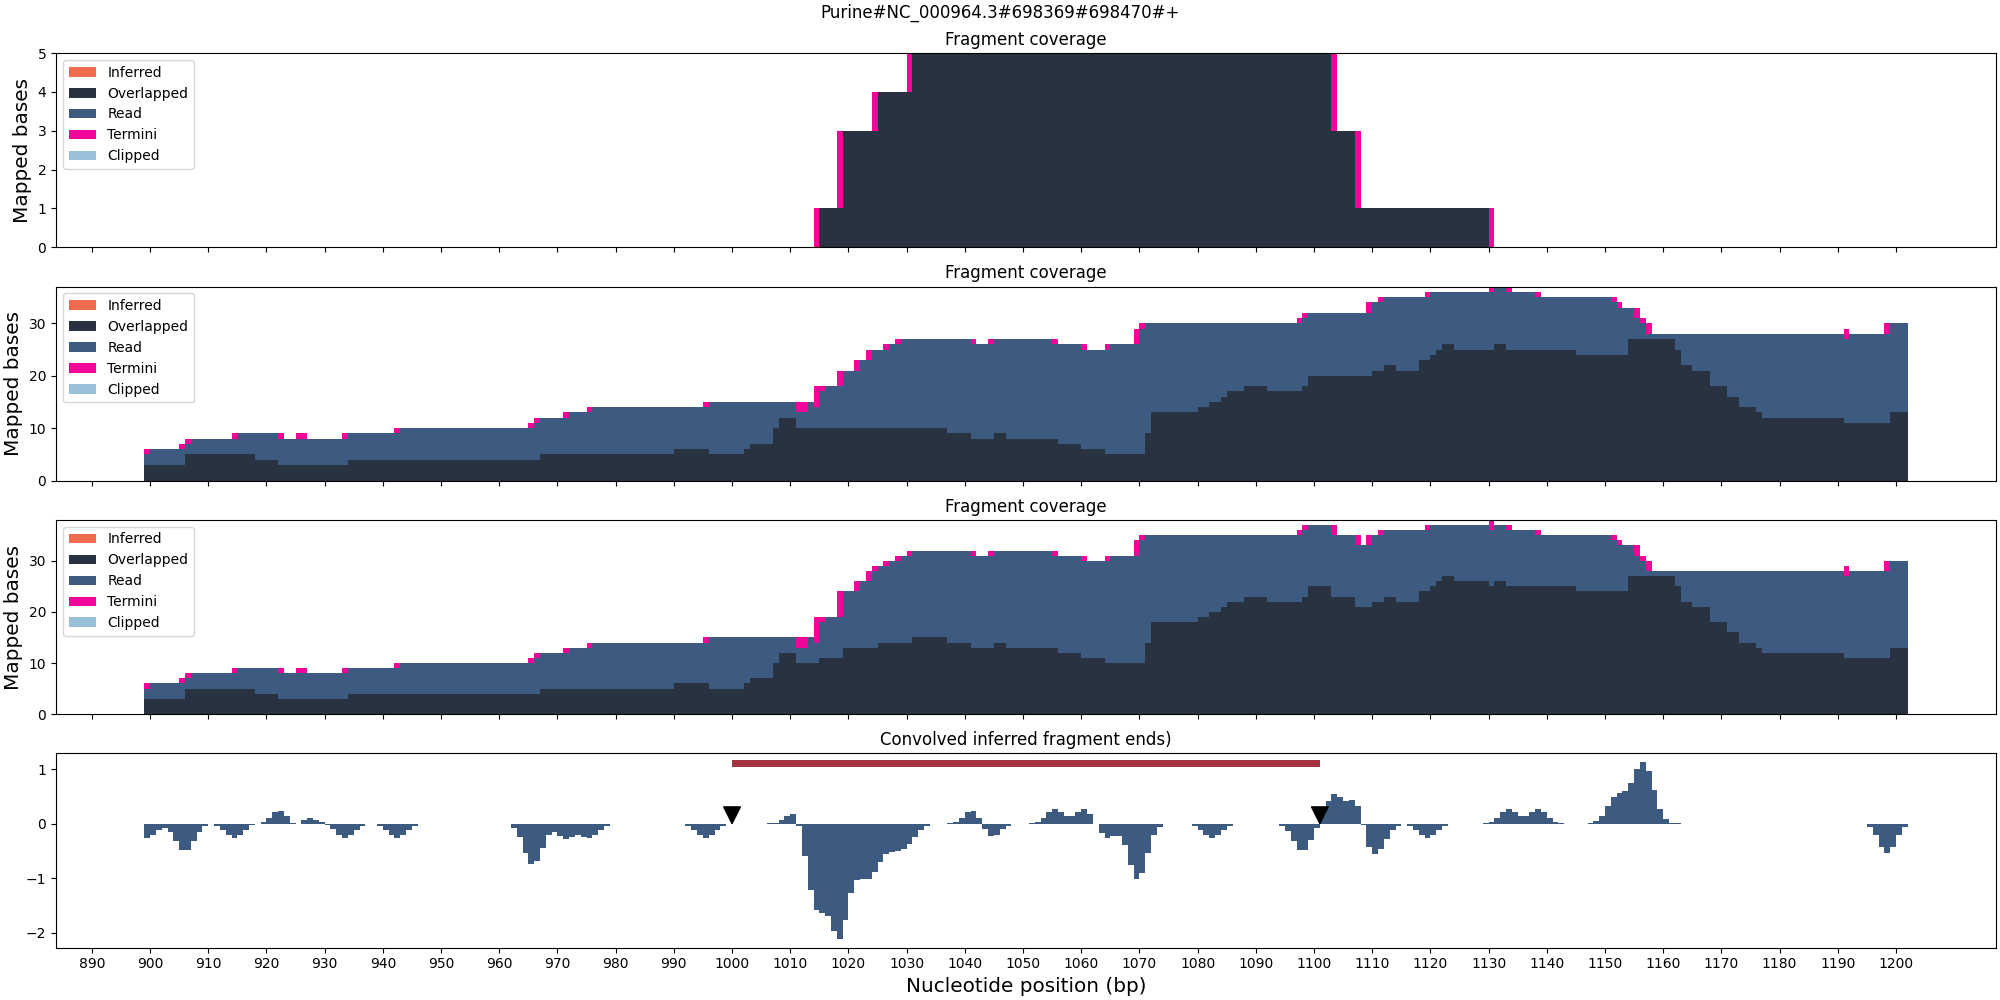 Purine#NC_000964.3#698369#698470#+
Fragment coverage
Mapped bases
5
4
3
2
1
0
Inferred
Overlapped
Read
Termini
Clipped
Fragment coverage
Mapped bases
30
20
10
0
Inferred
Overlapped
Read
Termini
Clipped
Fragment coverage
Mapped bases
30
20
10
0
Inferred
Overlapped
Read
Termini
Clipped
Convolved inferred fragment ends)
1
0
−1
−2
890 900 910 920 930 940 950 960 970 980 990 1000 1010 1020 1030 1040 1050 1060 1070 1080 1090 1100 1110 1120 1130 1140 1150 1160 1170 1180 1190 1200
Nucleotide position (bp)